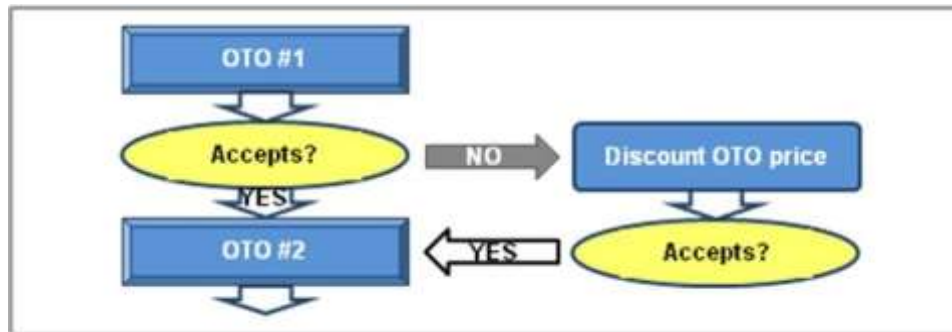 OTO #1
Accepts?
NO
Discount OTO price
YES
OTO #2
YES
Accepts?